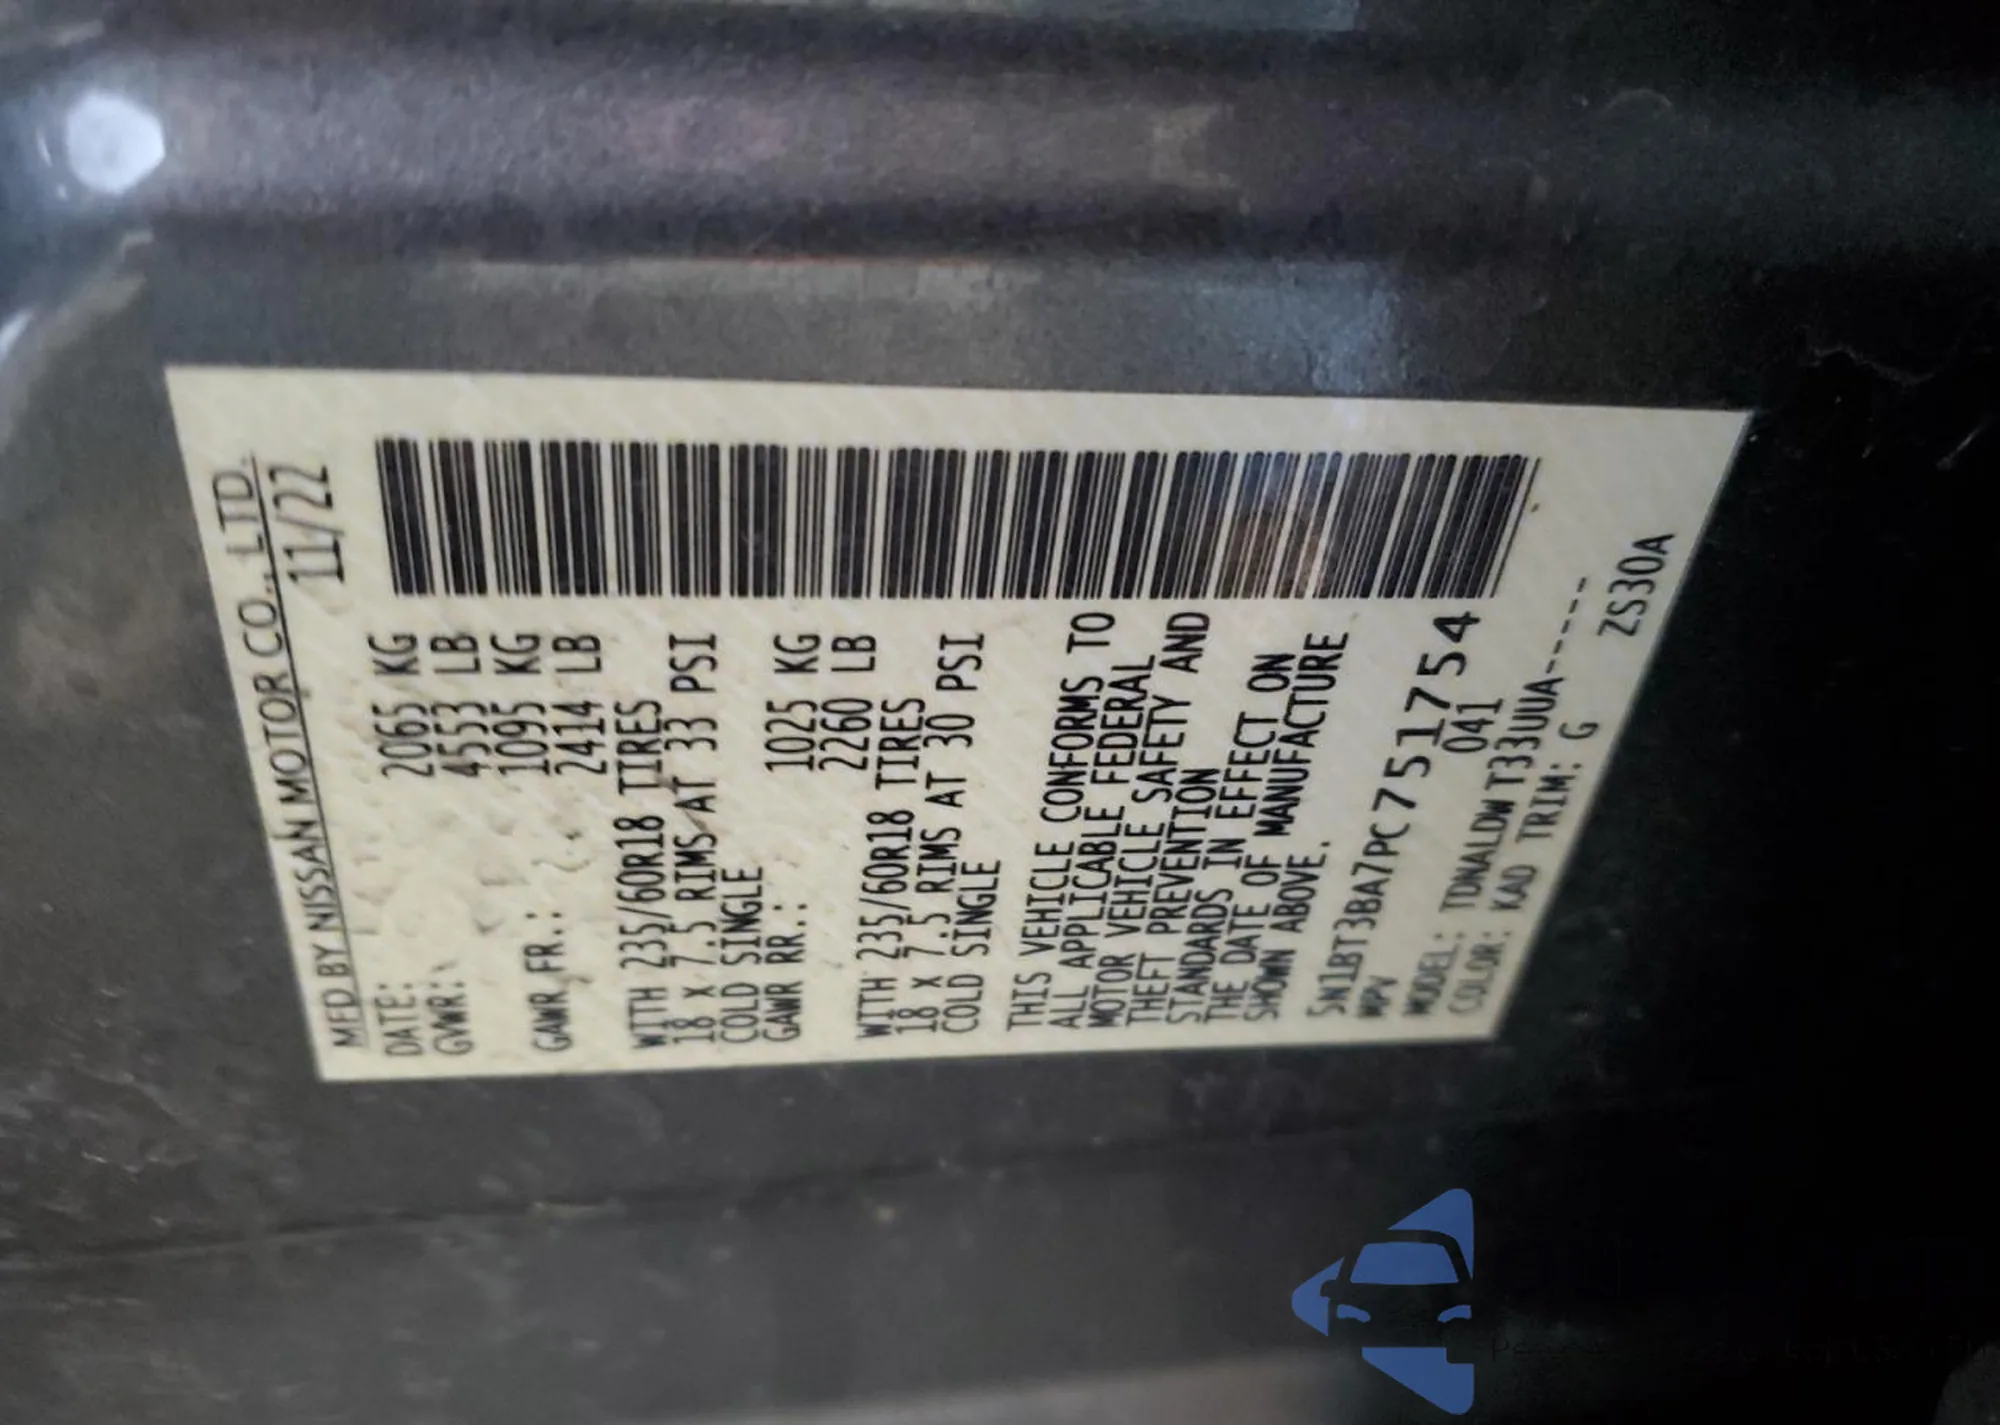 MFD BY NISSAN MOTOR CO., LTD.
DATE: 11/22
GVWR: 2065 KG
4553 LB
GAWR FR.: 1095 KG
2414 LB
WITH 235/60R18 TIRES
18 X 7.5 RIMS AT 33 PSI
COLD SINGLE
GAWR RR.: 1025 KG
2260 LB
WITH 235/60R18 TIRES
18 X 7.5 RIMS AT 30 PSI
COLD SINGLE
THIS VEHICLE CONFORMS TO
ALL APPLICABLE FEDERAL
MOTOR VEHICLE SAFETY AND
THEFT PREVENTION
STANDARDS IN EFFECT ON
THE DATE OF MANUFACTURE
SHOWN ABOVE.
5N1BT3BA7PC751754
MPV 041
MODEL: TDNALDWT33UUA-----
COLOR: KAD TRIM: G
ZS30A